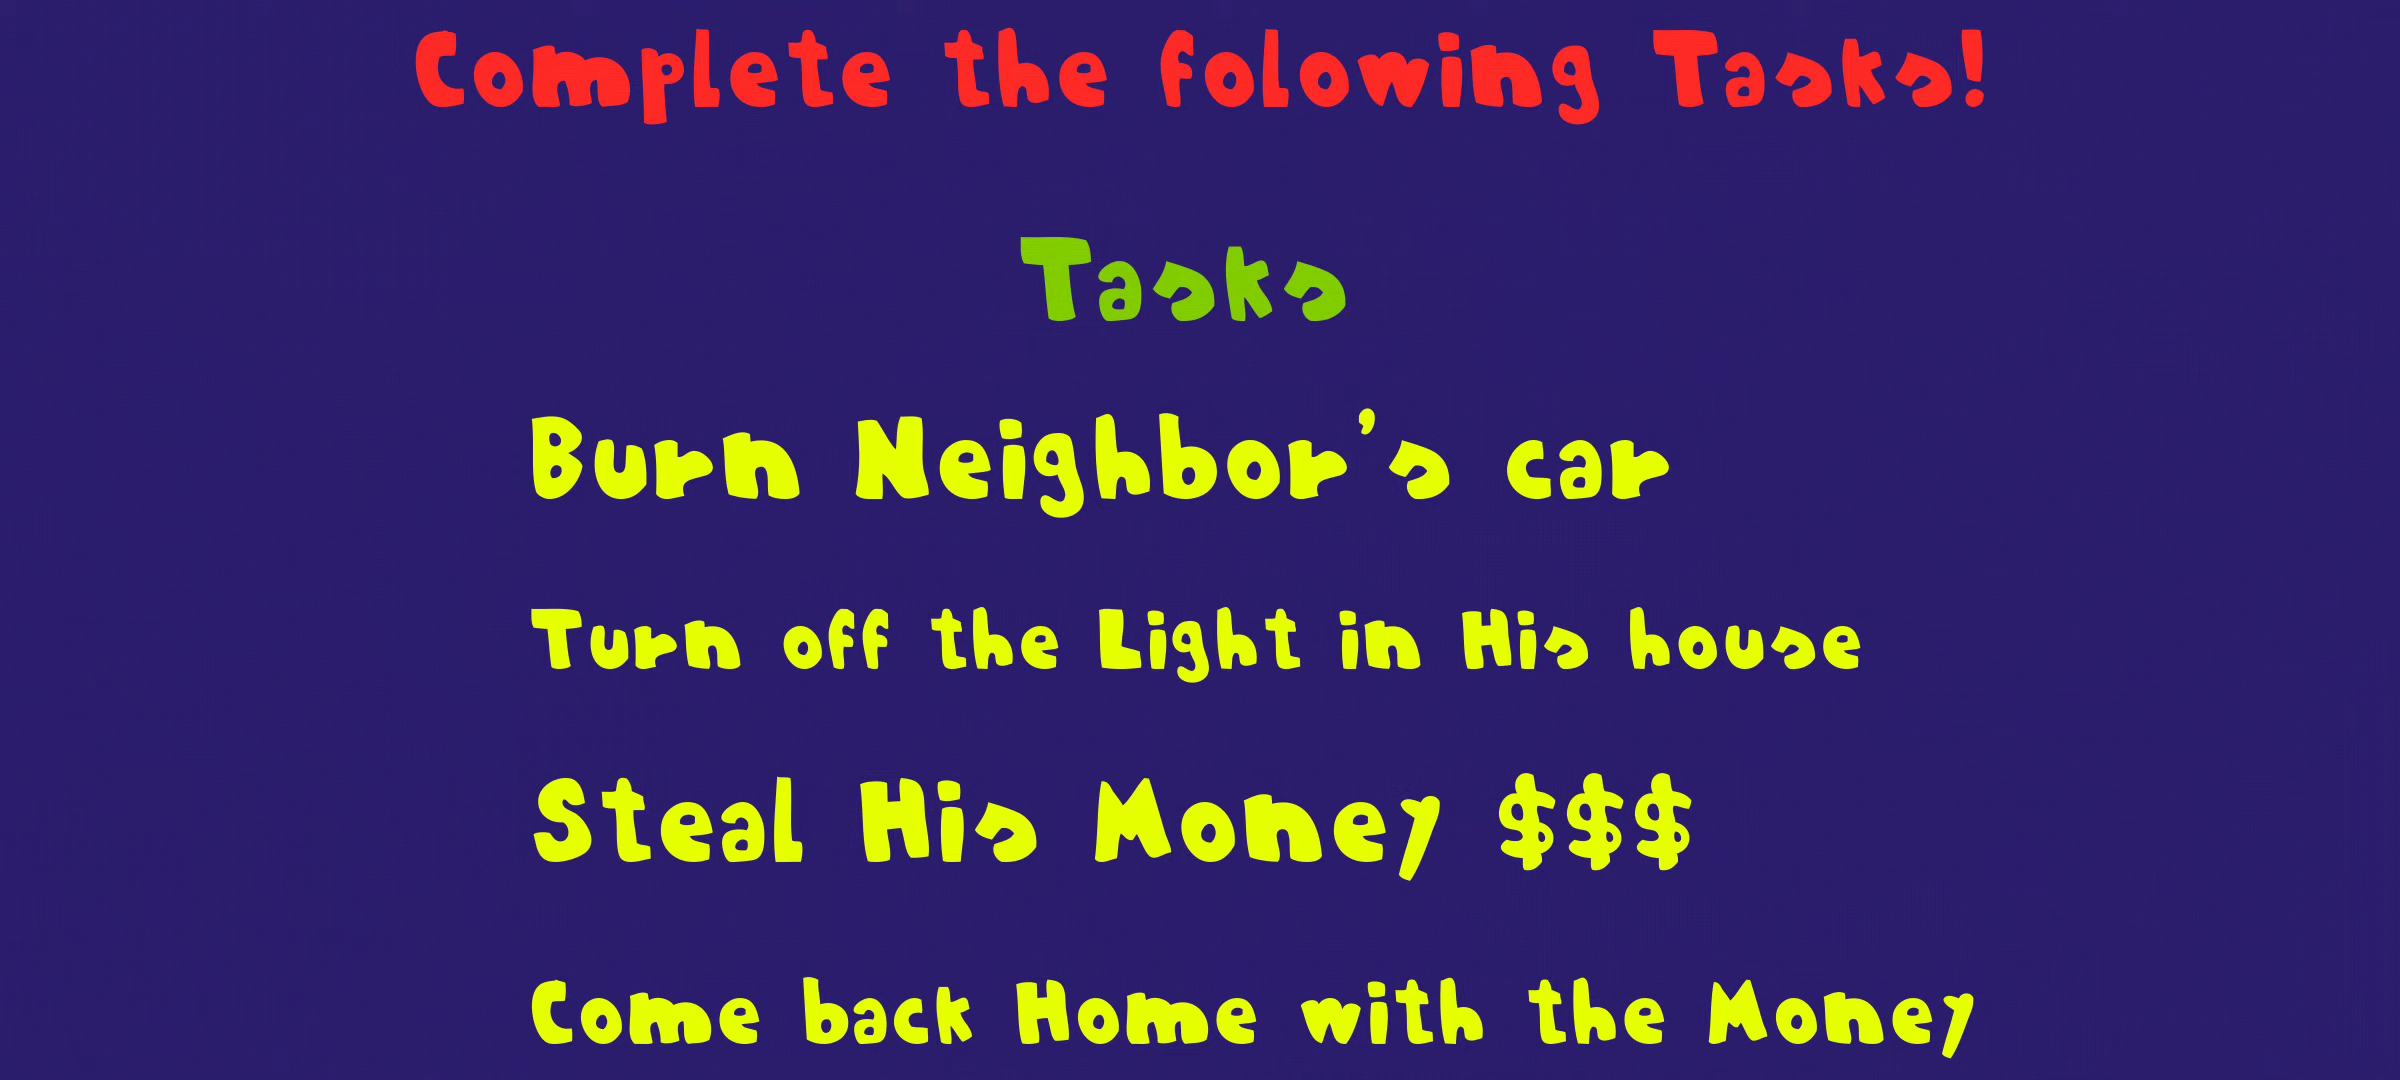 Complete the folowing Tasks!
Tasks
Burn Neighbor's car
Turn off the Light in His house
Steal His Money $$$
Come back Home with the Money